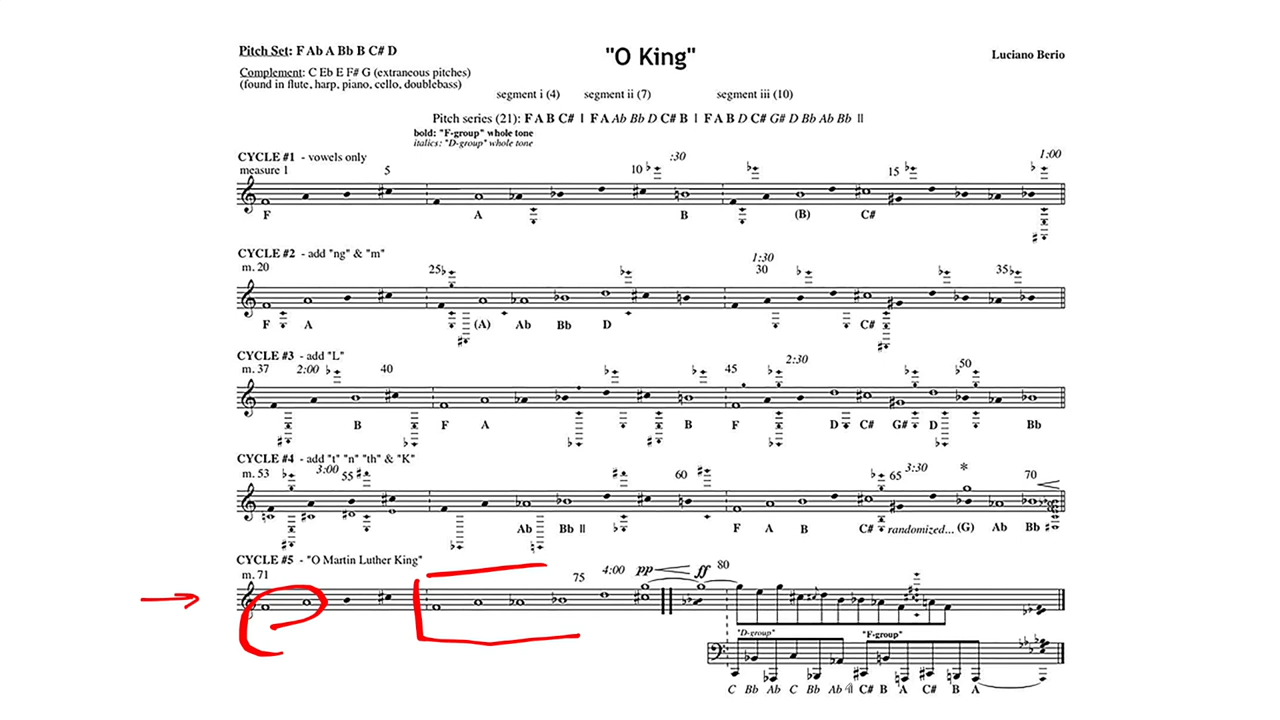 Pitch Set: F Ab A Bb B C# D
"O King"
Luciano Berio
Complement: C Eb E F# G (extraneous pitches)
(found in flute, harp, piano, cello, doublebass)
segment i (4) segment ii (7) segment iii (10)
Pitch series (21): F A B C# | F A Ab Bb D C# B | F A B D C# G# D Bb Ab Bb ||
bold: "F-group" whole tone
italics: "D-group" whole tone
CYCLE #1 - vowels only
measure 1 5 10 :30 15 1:00
F A B (B) C#
CYCLE #2 - add "ng" & "m"
m. 20 25 1:30 30 35
F A (A) Ab Bb D C#
CYCLE #3 - add "L"
m. 37 2:00 40 45 2:30 50
B F A B F D C# G# D Bb
CYCLE #4 - add "t" "n" "th" & "K"
m. 53 3:00 55 60 65 3:30 * 70
Ab Bb || F A B C# randomized... (G) Ab Bb
CYCLE #5 - "O Martin Luther King"
m. 71 75 4:00 pp ff 80
"D-group" "F-group"
C Bb Ab C Bb Ab || C# B A C# B A